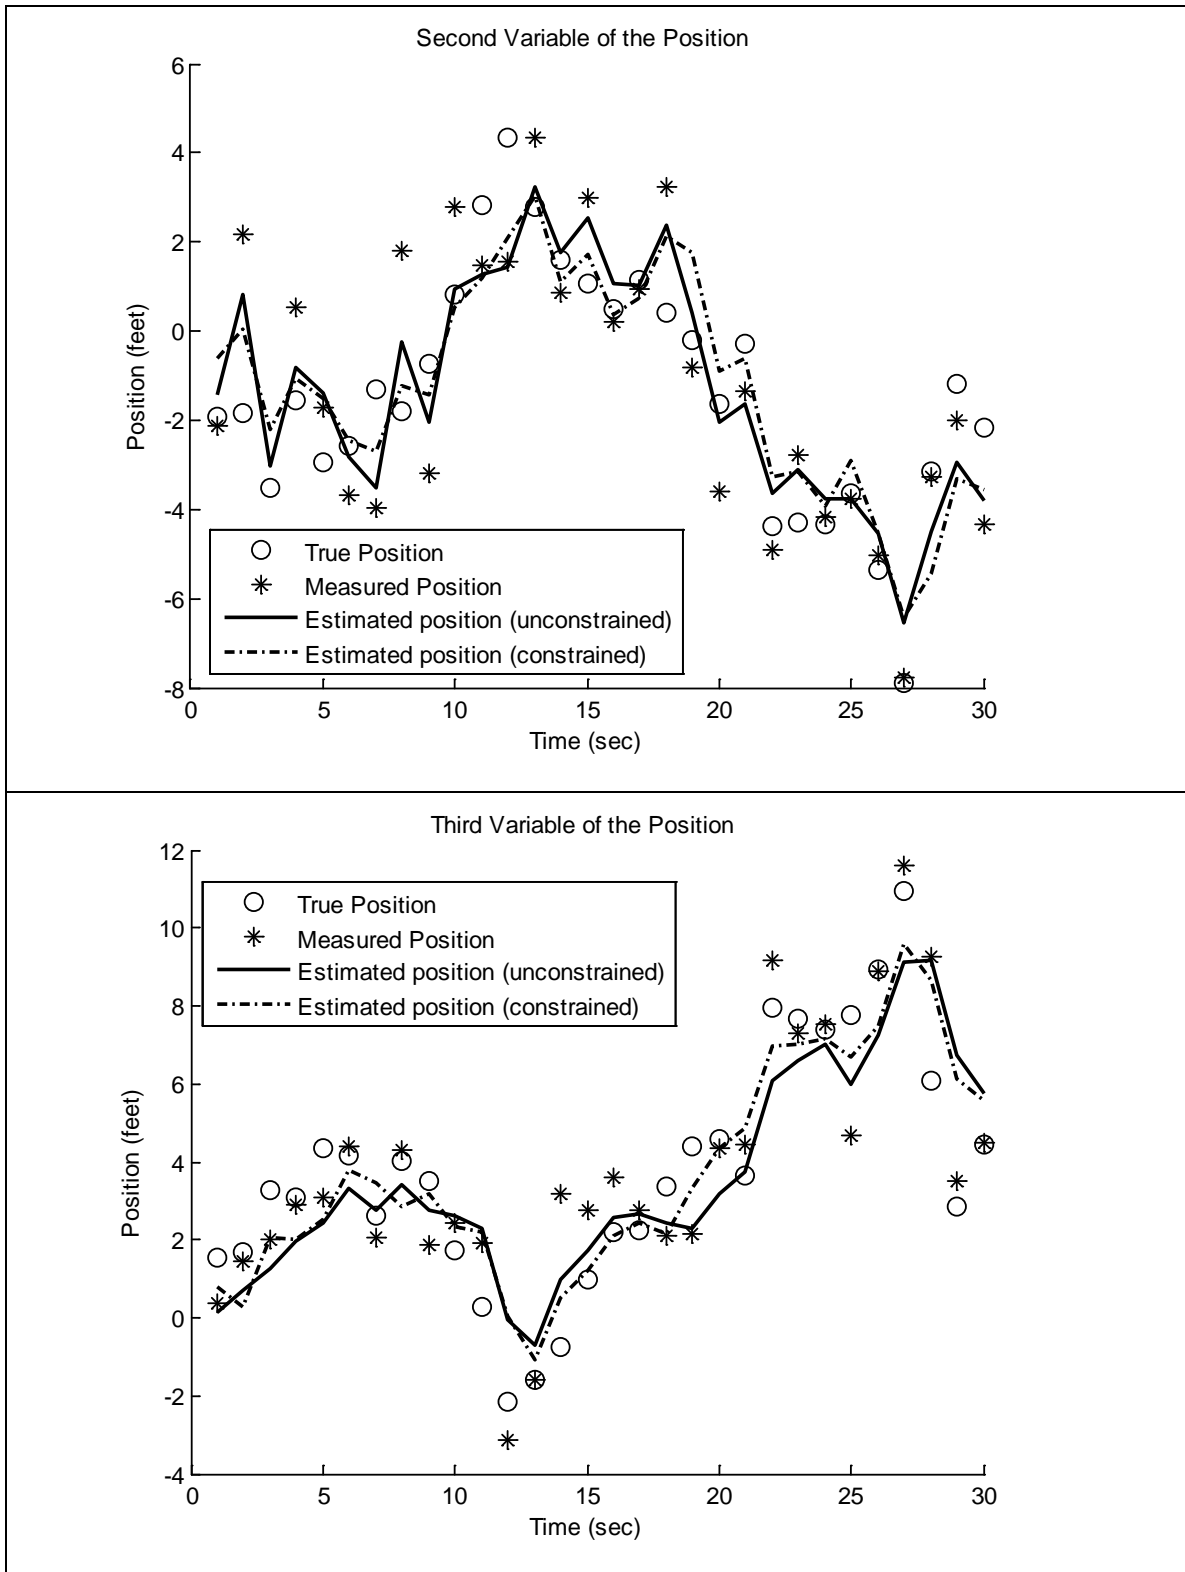 Second Variable of the Position
6
4
2
0
-2
-4
-6
-8
Position (feet)
True Position
Measured Position
Estimated position (unconstrained)
Estimated position (constrained)
0 5 10 15 20 25 30
Time (sec)
Third Variable of the Position
12
10
8
6
4
2
0
-2
-4
Position (feet)
True Position
Measured Position
Estimated position (unconstrained)
Estimated position (constrained)
0 5 10 15 20 25 30
Time (sec)